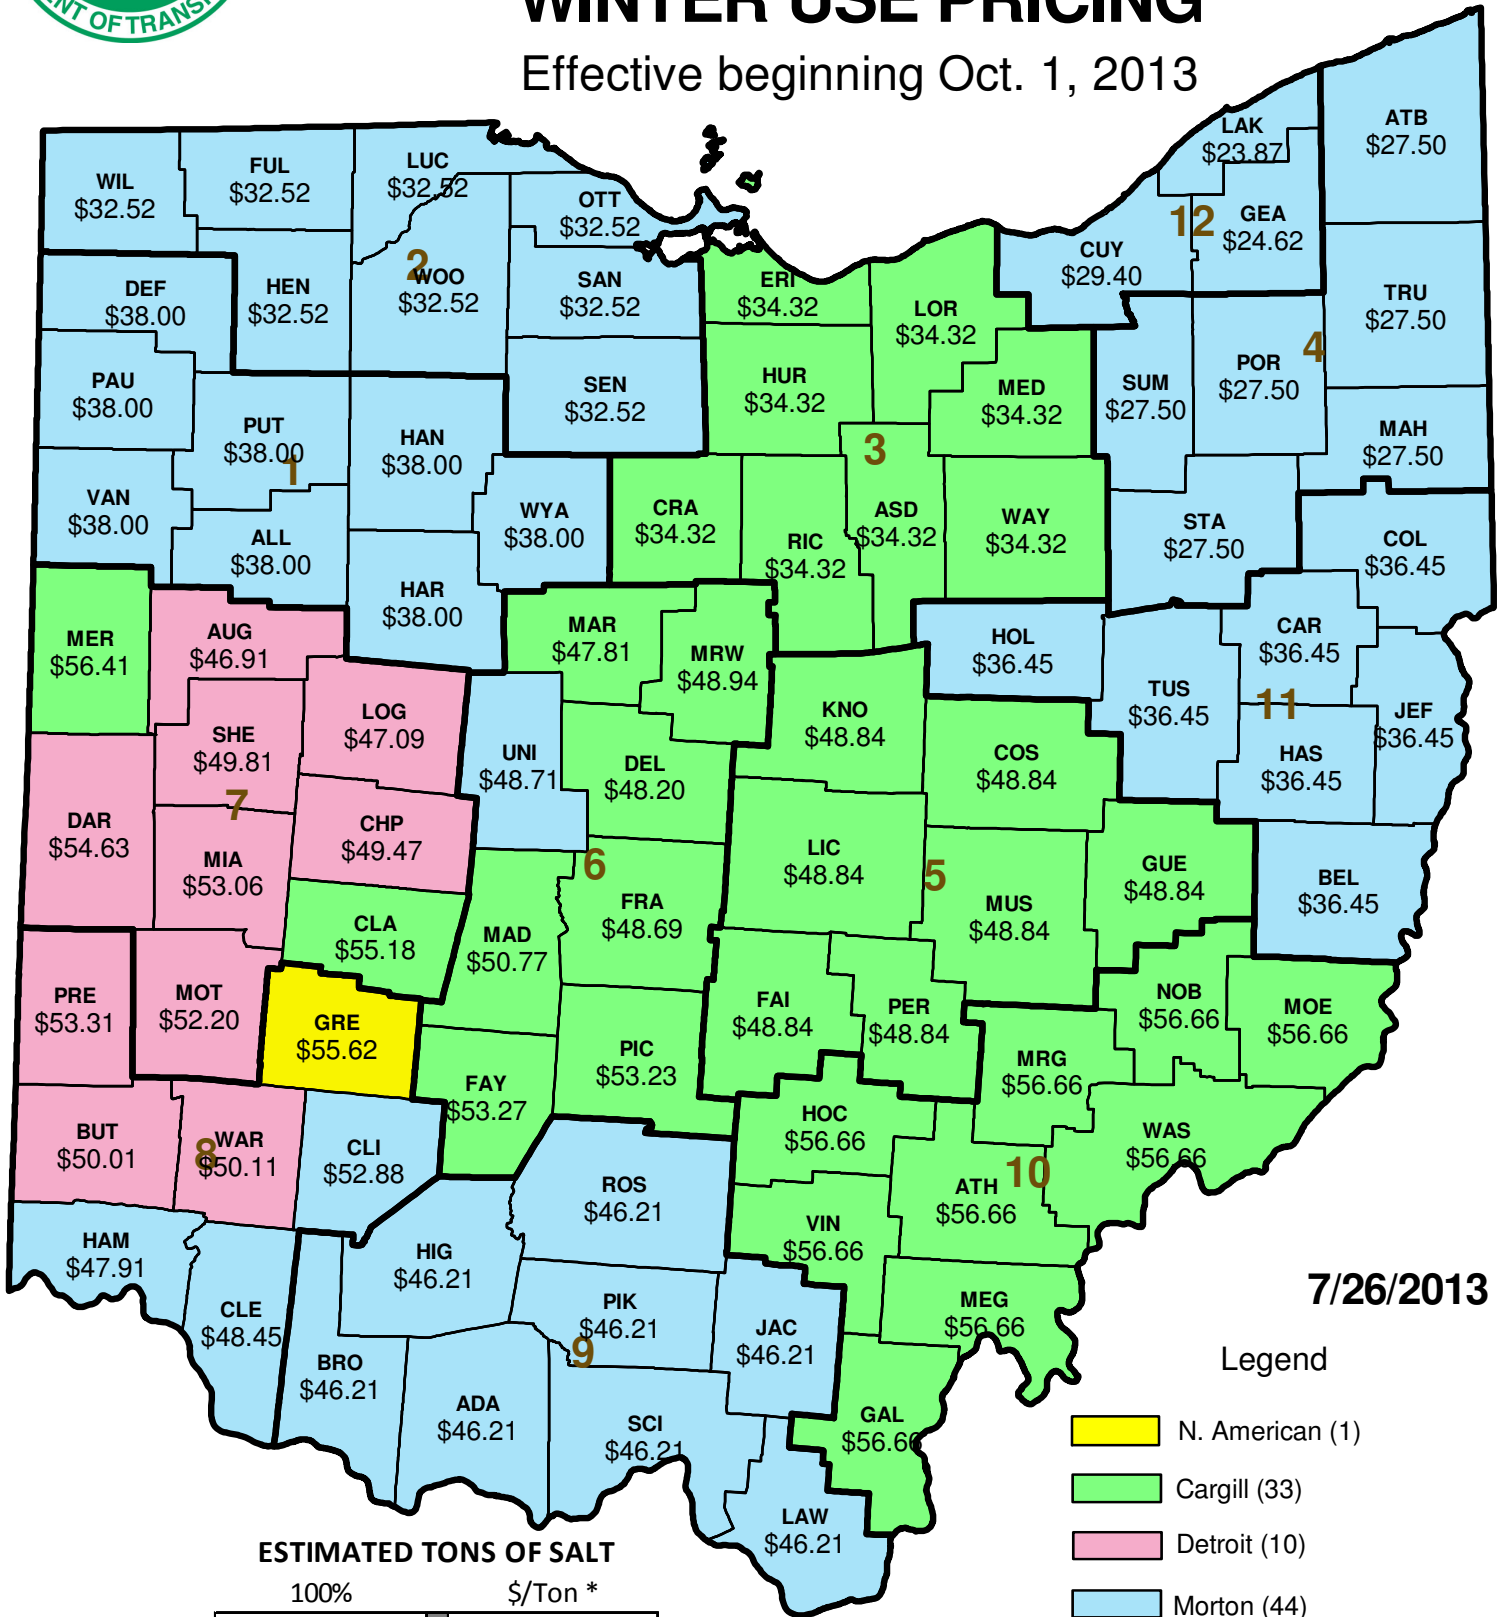 ENT OF TRANS
WINTER USE PRICING
Effective beginning Oct. 1, 2013
LAK
$23.87
ATB
$27.50
WIL
$32.52
FUL
$32.52
LUC
$32.52
OTT
$32.52
12
GEA
$24.62
CUY
$29.40
2
WOO
$32.52
HEN
$32.52
SAN
$32.52
DEF
$38.00
ERI
$34.32
LOR
$34.32
TRU
$27.50
4
POR
$27.50
SUM
$27.50
PAU
$38.00
SEN
$32.52
HUR
$34.32
MED
$34.32
PUT
$38.00
1
HAN
$38.00
3
MAH
$27.50
VAN
$38.00
ALL
$38.00
WYA
$38.00
CRA
$34.32
RIC
$34.32
ASD
$34.32
WAY
$34.32
STA
$27.50
COL
$36.45
HAR
$38.00
MER
$56.41
AUG
$46.91
MAR
$47.81
MRW
$48.94
HOL
$36.45
CAR
$36.45
TUS
$36.45
11
JEF
$36.45
HAS
$36.45
LOG
$47.09
SHE
$49.81
7
UNI
$48.71
DEL
$48.20
KNO
$48.84
COS
$48.84
DAR
$54.63
MIA
$53.06
CHP
$49.47
6
LIC
$48.84
5
GUE
$48.84
BEL
$36.45
CLA
$55.18
MAD
$50.77
FRA
$48.69
MUS
$48.84
PRE
$53.31
MOT
$52.20
GRE
$55.62
FAI
$48.84
PER
$48.84
NOB
$56.66
MOE
$56.66
PIC
$53.23
MRG
$56.66
FAY
$53.27
BUT
$50.01
8
WAR
$50.11
CLI
$52.88
HOC
$56.66
WAS
$56.66
ROS
$46.21
ATH
$56.66
10
HAM
$47.91
HIG
$46.21
VIN
$56.66
7/26/2013
CLE
$48.45
PIK
$46.21
9
JAC
$46.21
MEG
$56.66
BRO
$46.21
ADA
$46.21
SCI
$46.21
GAL
$56.66
LAW
$46.21
Legend
N. American (1)
Cargill (33)
Detroit (10)
Morton (44)
ESTIMATED TONS OF SALT
100% $/Ton *